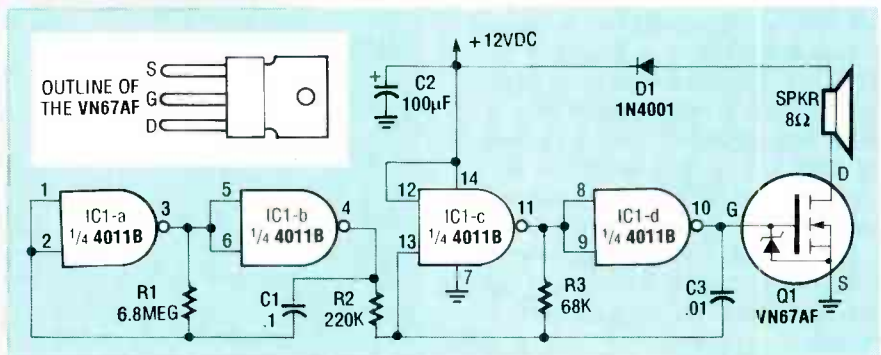 +12VDC
OUTLINE OF
THE VN67AF
S
G
D
+
C2
100µF
D1
1N4001
SPKR
8Ω
1
2
IC1-a
1/4 4011B
3
5
6
IC1-b
1/4 4011B
4
12
13
14
IC1-c
1/4 4011B
7
11
8
9
IC1-d
1/4 4011B
10
G
D
S
R1
6.8MEG
C1
.1
R2
220K
R3
68K
C3
.01
Q1
VN67AF